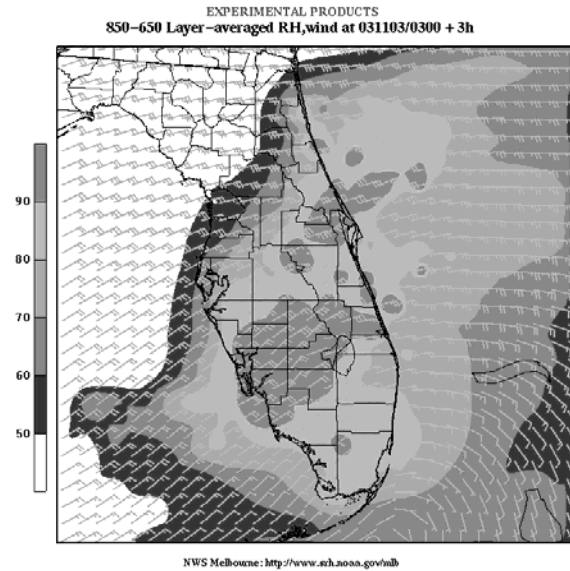 EXPERIMENTAL PRODUCTS
850-650 Layer-averaged RH,wind at 031103/0300 + 3h
90
80
70
60
50
NWS Melbourne: http://www.srh.noaa.gov/mlb